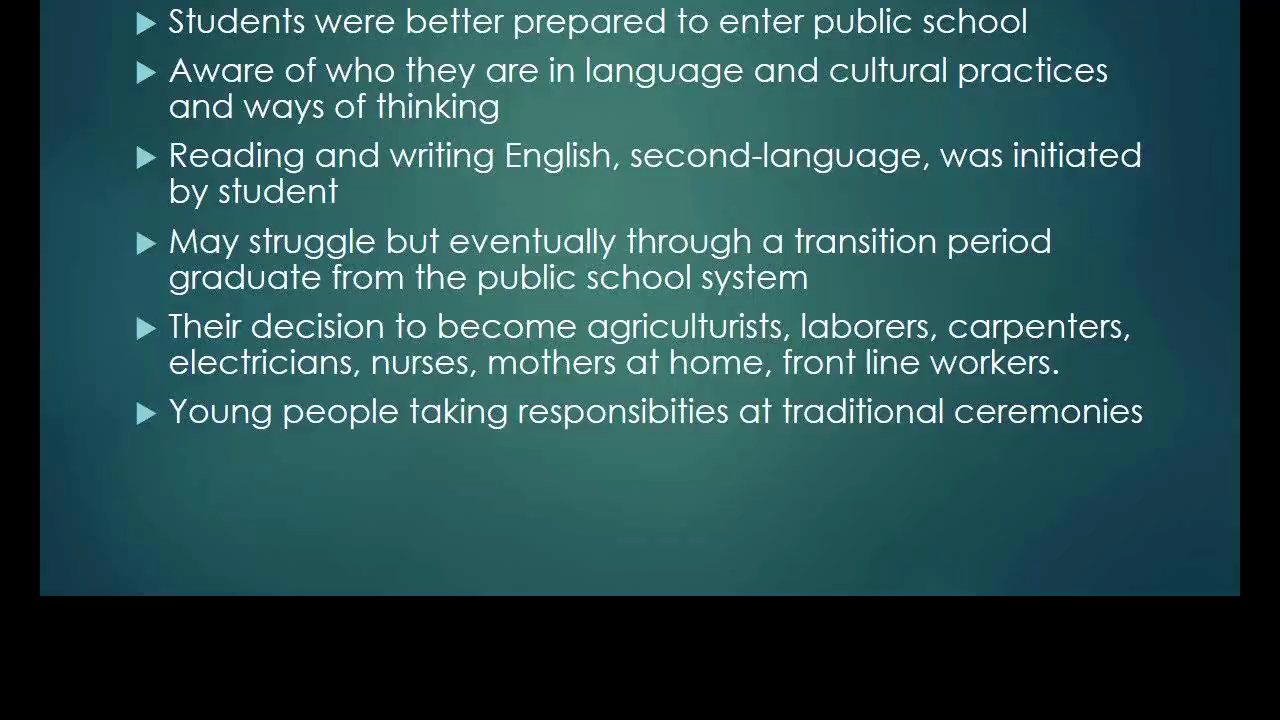 Students were better prepared to enter public school
Aware of who they are in language and cultural practices
and ways of thinking
Reading and writing English, second-language, was initiated
by student
May struggle but eventually through a transition period
graduate from the public school system
Their decision to become agriculturists, laborers, carpenters,
electricians, nurses, mothers at home, front line workers.
Young people taking responsibities at traditional ceremonies